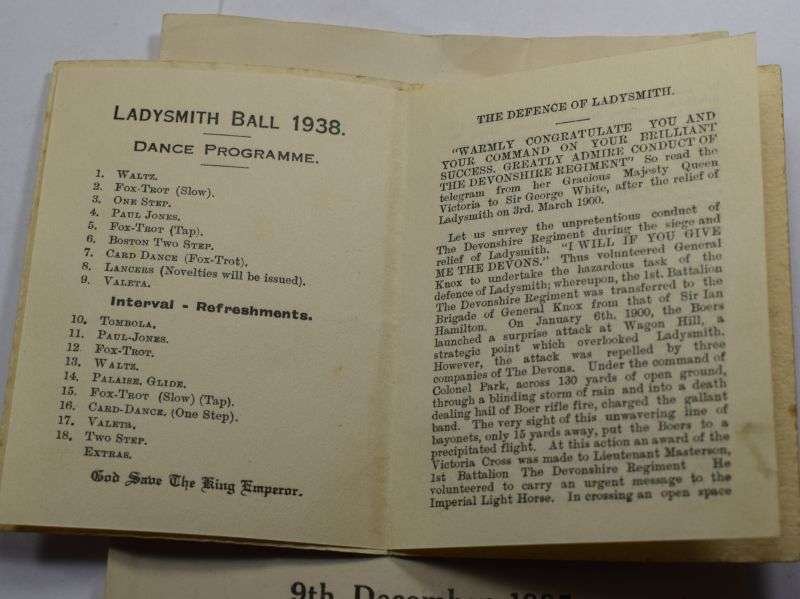 LADYSMITH BALL 1938.
DANCE PROGRAMME.
1. WALTZ.
2. FOX-TROT (Slow).
3. ONE STEP.
4. PAUL JONES.
5. FOX-TROT (Tap).
6. BOSTON TWO STEP.
7. CARD DANCE (Fox-Trot).
8. LANCERS (Novelties will be issued).
9. VALETA.
Interval - Refreshments.
10. TOMBOLA.
11. PAUL-JONES.
12. FOX-TROT.
13. WALTZ.
14. PALAISE, GLIDE.
15. FOX-TROT (Slow) (Tap).
16. CARD-DANCE. (One Step).
17. VALETA.
18. TWO STEP.
EXTRAS.
God Save The King Emperor.
THE DEFENCE OF LADYSMITH.
"WARMLY CONGRATULATE YOU AND
YOUR COMMAND ON YOUR BRILLIANT
SUCCESS. GREATLY ADMIRE CONDUCT OF
THE DEVONSHIRE REGIMENT" So read the
telegram from her Gracious Majesty Queen
Victoria to Sir George White, after the relief of
Ladysmith on 3rd. March 1900.
Let us survey the unpretentious conduct of
The Devonshire Regiment during the siege and
relief of Ladysmith. "I WILL IF YOU GIVE
ME THE DEVONS." Thus volunteered General
Knox to undertake the hazardous task of the
defence of Ladysmith; whereupon, the 1st. Battalion
The Devonshire Regiment was transferred to the
Brigade of General Knox from that of Sir Ian
Hamilton. On January 6th. 1900, the Boers
launched a surprise attack at Wagon Hill, a
strategic point which overlooked Ladysmith.
However, the attack was repelled by three
companies of The Devons. Under the command of
Colonel Park, across 130 yards of open ground,
through a blinding storm of rain and into a death
dealing hail of Boer rifle fire, charged the gallant
band. The very sight of this unwavering line of
bayonets, only 15 yards away, put the Boers to a
precipitated flight. At this action an award of the
Victoria Cross was made to Lieutenant Masterson,
1st Battalion The Devonshire Regiment He
volunteered to carry an urgent message to the
Imperial Light Horse. In crossing an open space
9th December